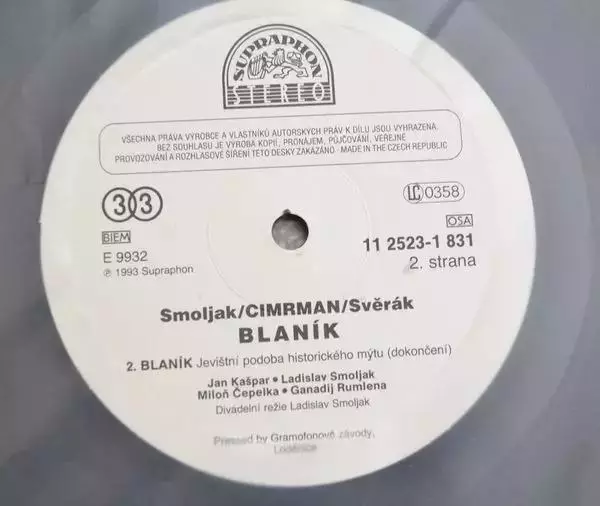 SUPRAPHON
STEREO
VŠECHNA PRÁVA VÝROBCE A VLASTNÍKŮ AUTORSKÝCH PRÁV K DÍLU JSOU VYHRAZENA.
BEZ SOUHLASU JE VÝROBA KOPIÍ, PRONÁJEM, PŮJČOVÁNÍ, VEŘEJNÉ
PROVOZOVÁNÍ A ROZHLASOVÉ ŠÍŘENÍ TÉTO DESKY ZAKÁZÁNO · MADE IN THE CZECH REPUBLIC
33
LC 0358
BIEM
OSA
E 9932
11 2523-1 831
℗ 1993 Supraphon
2. strana
Smoljak/CIMRMAN/Svěrák
BLANÍK
2. BLANÍK Jevištní podoba historického mýtu (dokončení)
Jan Kašpar • Ladislav Smoljak
Miloň Čepelka • Ganadij Rumlena
Divadelní režie Ladislav Smoljak
Pressed by Gramofonové závody,
Loděnice